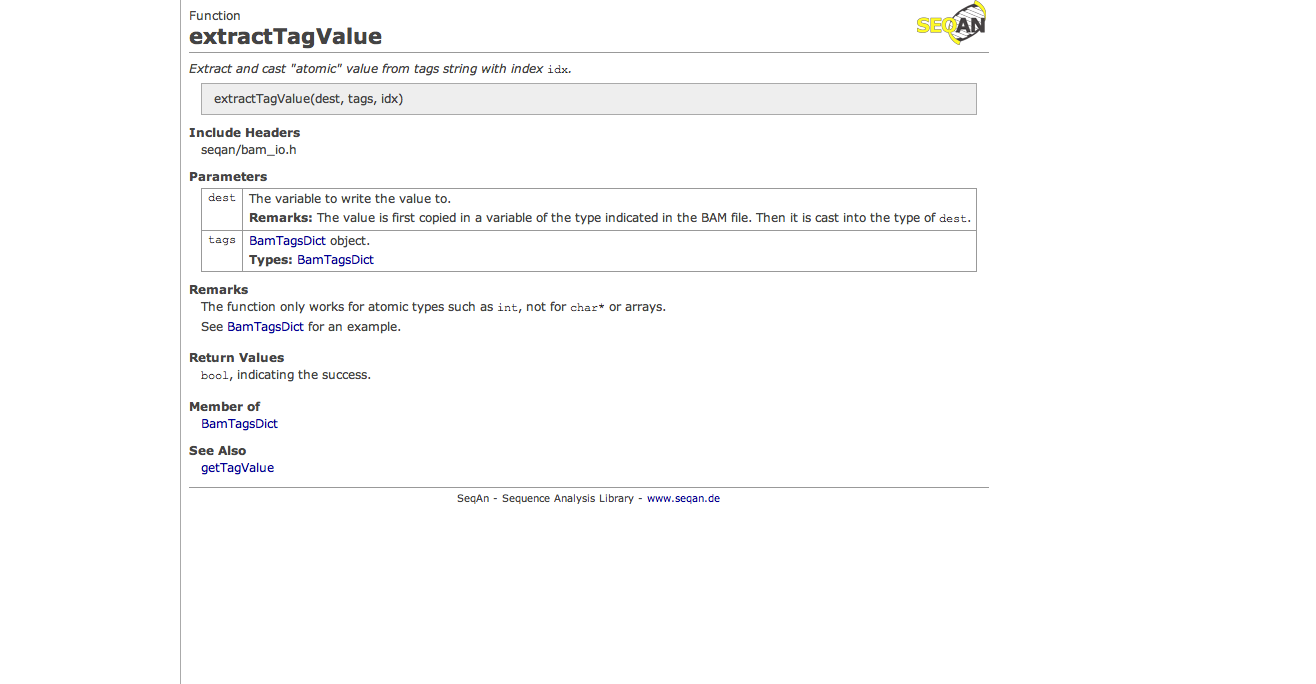 Function
SEQAN
extractTagValue
Extract and cast "atomic" value from tags string with index idx.
extractTagValue(dest, tags, idx)
Include Headers
seqan/bam_io.h
Parameters
dest The variable to write the value to.
Remarks: The value is first copied in a variable of the type indicated in the BAM file. Then it is cast into the type of dest.
tags BamTagsDict object.
Types: BamTagsDict
Remarks
The function only works for atomic types such as int, not for char* or arrays.
See BamTagsDict for an example.
Return Values
bool, indicating the success.
Member of
BamTagsDict
See Also
getTagValue
SeqAn - Sequence Analysis Library - www.seqan.de